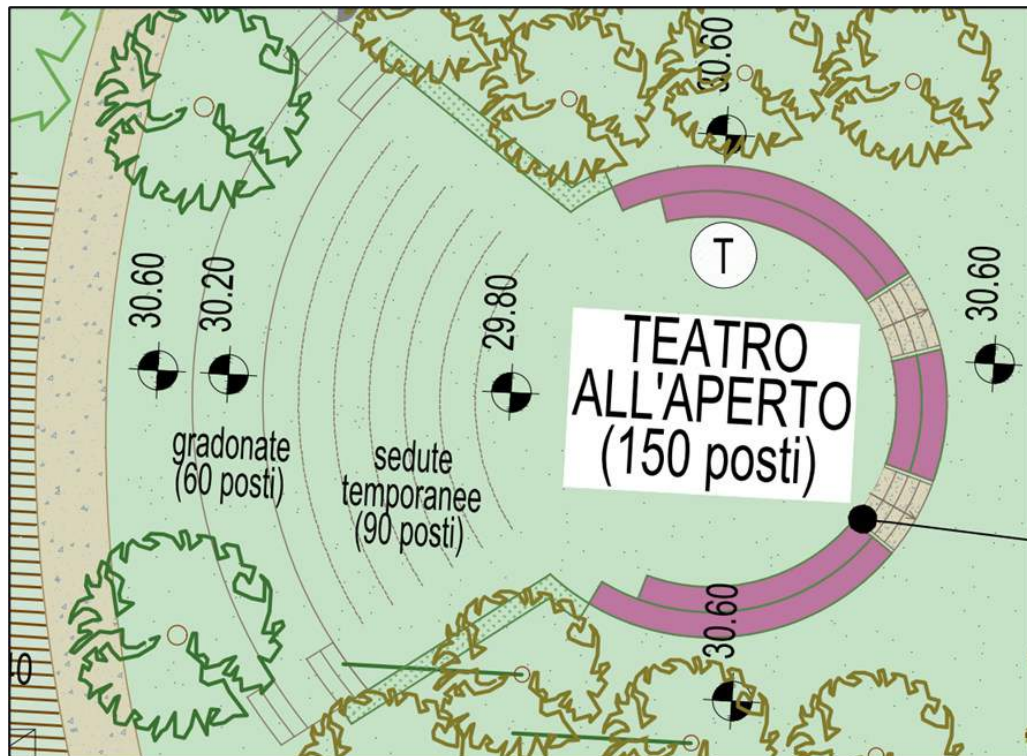 30.60
30.60
30.20
29.80
30.60
T
TEATRO
ALL'APERTO
(150 posti)
gradonate
(60 posti)
sedute
temporanee
(90 posti)
30.60